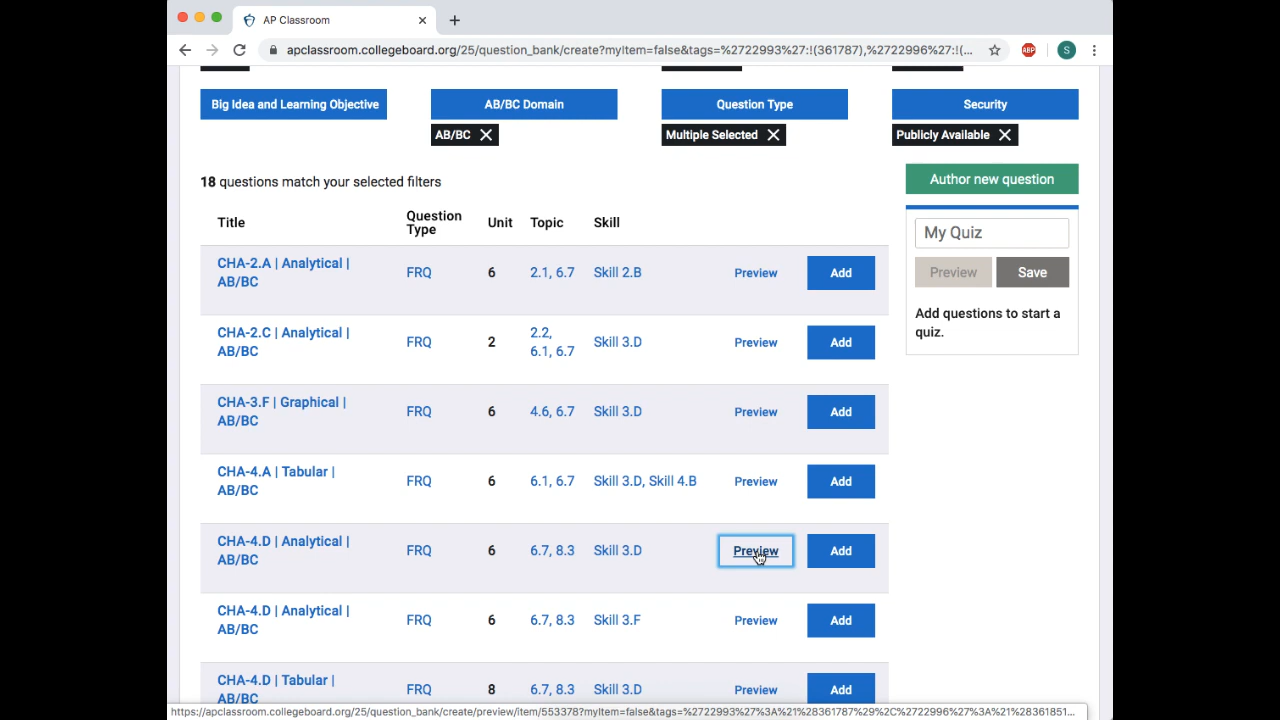 AP Classroom
apclassroom.collegeboard.org/25/question_bank/create?myItem=false&tags=%2722993%27:!(361787),%2722996%27:!(...
ABP
S
Big Idea and Learning Objective
AB/BC Domain
Question Type
Security
AB/BC
Multiple Selected
Publicly Available
18 questions match your selected filters
Author new question
Title
Question Type
Unit
Topic
Skill
My Quiz
Preview
Save
Add questions to start a
quiz.
CHA-2.A | Analytical |
AB/BC
FRQ
6
2.1, 6.7
Skill 2.B
Preview
Add
CHA-2.C | Analytical |
AB/BC
FRQ
2
2.2,
6.1, 6.7
Skill 3.D
Preview
Add
CHA-3.F | Graphical |
AB/BC
FRQ
6
4.6, 6.7
Skill 3.D
Preview
Add
CHA-4.A | Tabular |
AB/BC
FRQ
6
6.1, 6.7
Skill 3.D, Skill 4.B
Preview
Add
CHA-4.D | Analytical |
AB/BC
FRQ
6
6.7, 8.3
Skill 3.D
Preview
Add
CHA-4.D | Analytical |
AB/BC
FRQ
6
6.7, 8.3
Skill 3.F
Preview
Add
CHA-4.D | Tabular |
AB/BC
FRQ
8
6.7, 8.3
Skill 3.D
Preview
Add
https://apclassroom.collegeboard.org/25/question_bank/create/preview/item/553378?myItem=false&tags=%2722993%27%3A%21%28361787%29%2C%2722996%27%3A%21%28361851...